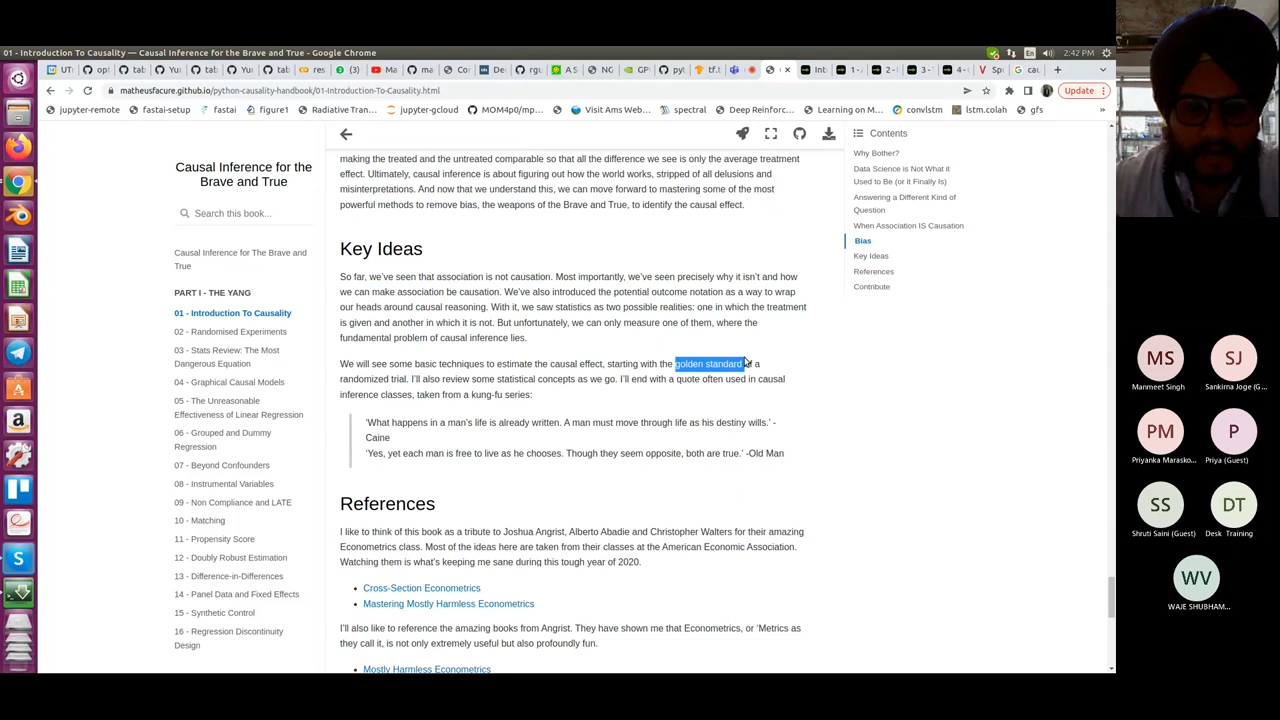 01 - Introduction To Causality — Causal Inference for the Brave and True - Google Chrome
En
2:42 PM
matheusfacure.github.io/python-causality-handbook/01-Introduction-To-Causality.html
Update
jupyter-remote
fastai-setup
fastai
figure1
Radiative Tran...
jupyter-gcloud
MOM4p0/mp...
Visit Ams Web...
spectral
Deep Reinforc...
Learning on M...
convlstm
lstm.colah
gfs
Causal Inference for the
Brave and True
Search this book...
Causal Inference for The Brave and
True
PART I - THE YANG
01 - Introduction To Causality
02 - Randomised Experiments
03 - Stats Review: The Most
Dangerous Equation
04 - Graphical Causal Models
05 - The Unreasonable
Effectiveness of Linear Regression
06 - Grouped and Dummy
Regression
07 - Beyond Confounders
08 - Instrumental Variables
09 - Non Compliance and LATE
10 - Matching
11 - Propensity Score
12 - Doubly Robust Estimation
13 - Difference-in-Differences
14 - Panel Data and Fixed Effects
15 - Synthetic Control
16 - Regression Discontinuity
Design
making the treated and the untreated comparable so that all the difference we see is only the average treatment
effect. Ultimately, causal inference is about figuring out how the world works, stripped of all delusions and
misinterpretations. And now that we understand this, we can move forward to mastering some of the most
powerful methods to remove bias, the weapons of the Brave and True, to identify the causal effect.
Key Ideas
So far, we've seen that association is not causation. Most importantly, we've seen precisely why it isn't and how
we can make association be causation. We've also introduced the potential outcome notation as a way to wrap
our heads around causal reasoning. With it, we saw statistics as two possible realities: one in which the treatment
is given and another in which it is not. But unfortunately, we can only measure one of them, where the
fundamental problem of causal inference lies.
We will see some basic techniques to estimate the causal effect, starting with the golden standard of a
randomized trial. I'll also review some statistical concepts as we go. I'll end with a quote often used in causal
inference classes, taken from a kung-fu series:
'What happens in a man's life is already written. A man must move through life as his destiny wills.' -
Caine
'Yes, yet each man is free to live as he chooses. Though they seem opposite, both are true.' -Old Man
References
I like to think of this book as a tribute to Joshua Angrist, Alberto Abadie and Christopher Walters for their amazing
Econometrics class. Most of the ideas here are taken from their classes at the American Economic Association.
Watching them is what's keeping me sane during this tough year of 2020.
Cross-Section Econometrics
Mastering Mostly Harmless Econometrics
I'll also like to reference the amazing books from Angrist. They have shown me that Econometrics, or 'Metrics as
they call it, is not only extremely useful but also profoundly fun.
Mostly Harmless Econometrics
Contents
Why Bother?
Data Science is Not What it
Used to Be (or it Finally Is)
Answering a Different Kind of
Question
When Association IS Causation
Bias
Key Ideas
References
Contribute
MS
SJ
Manmeet Singh
Sankirna Joge (G...
PM
P
Priyanka Marasko...
Priya (Guest)
SS
DT
Shruti Saini (Guest)
Desk Training
WV
WAJE SHUBHAM...